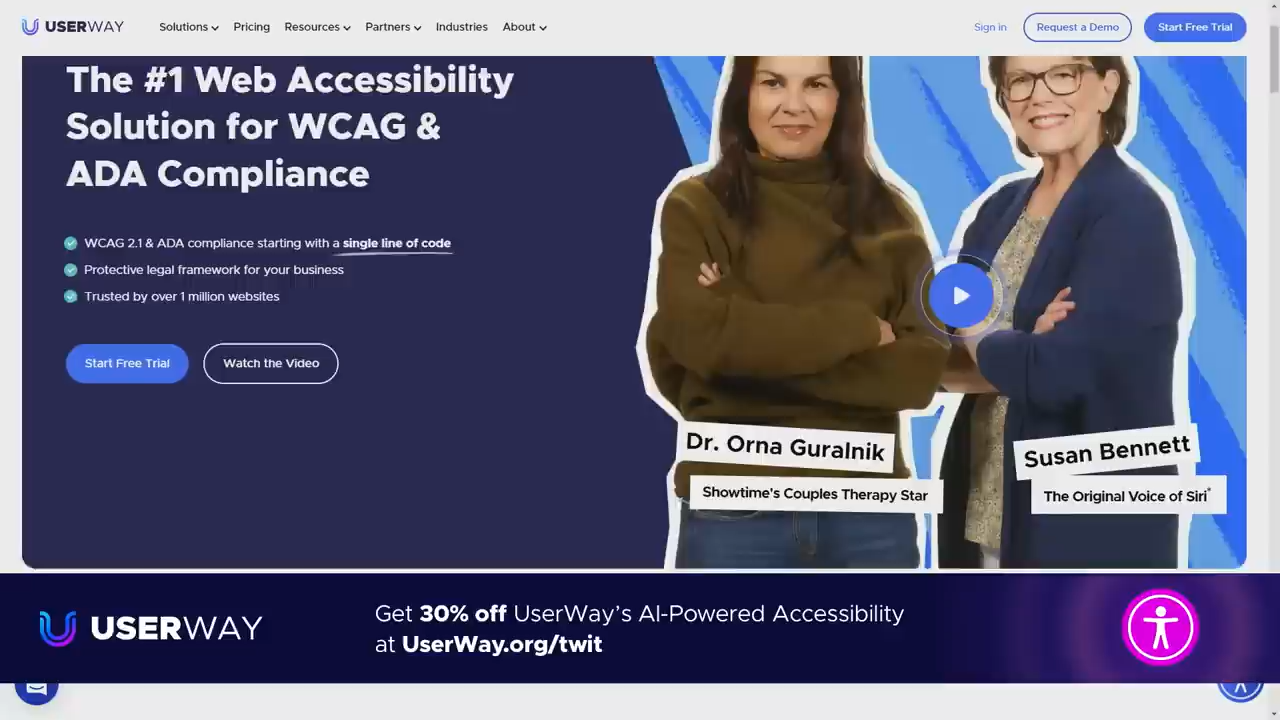 USERWAY
Solutions
Pricing
Resources
Partners
Industries
About
Sign in
Request a Demo
Start Free Trial
The #1 Web Accessibility
Solution for WCAG &
ADA Compliance
WCAG 2.1 & ADA compliance starting with a single line of code
Protective legal framework for your business
Trusted by over 1 million websites
Start Free Trial
Watch the Video
Dr. Orna Guralnik
Showtime's Couples Therapy Star
Susan Bennett
The Original Voice of Siri*
USERWAY
Get 30% off UserWay’s AI-Powered Accessibility
at UserWay.org/twit